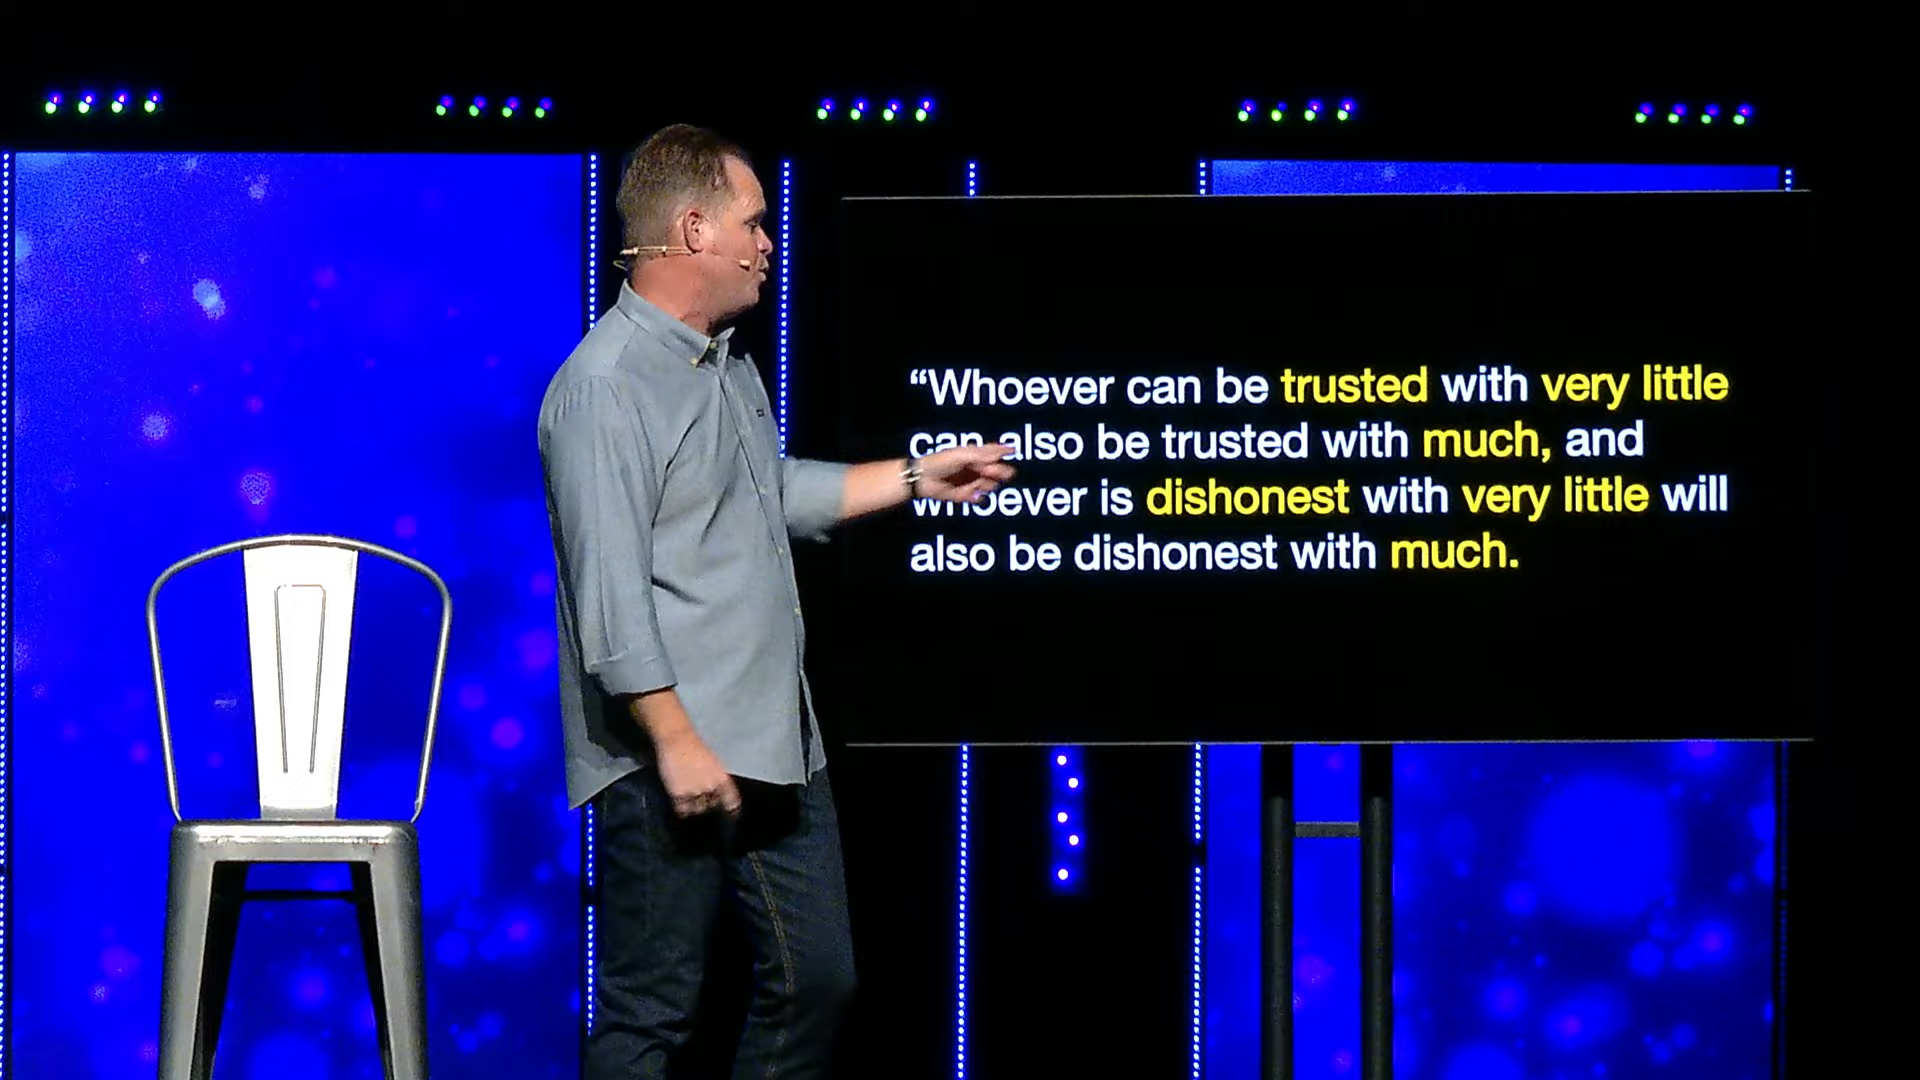 “Whoever can be trusted with very little
can also be trusted with much, and
whoever is dishonest with very little will
also be dishonest with much.